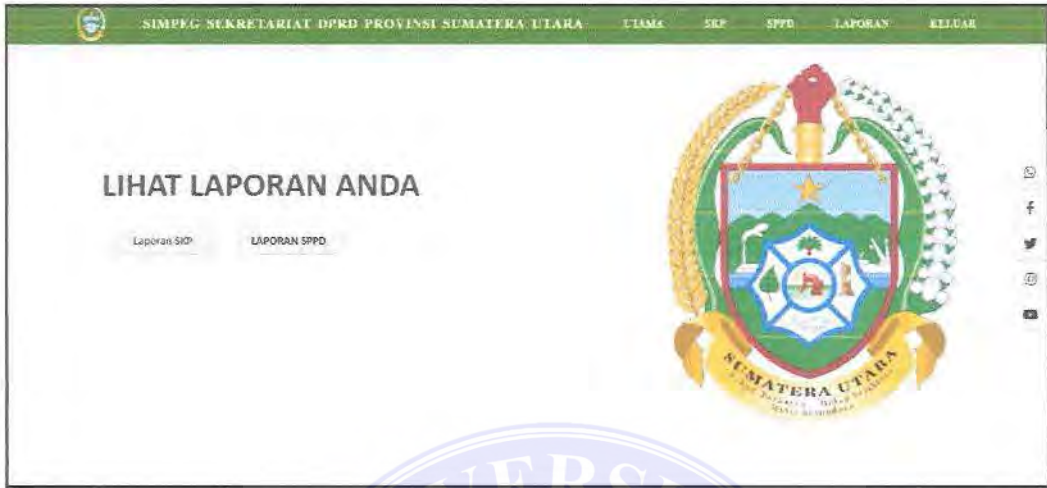 SIMPEG SEKRETARIAT DPRD PROVINSI SUMATERA UTARA UTAMA SKP SPPD LAPORAN KELUAR
LIHAT LAPORAN ANDA
Laporan SKP LAPORAN SPPD
SUMATERA UTARA
VERS